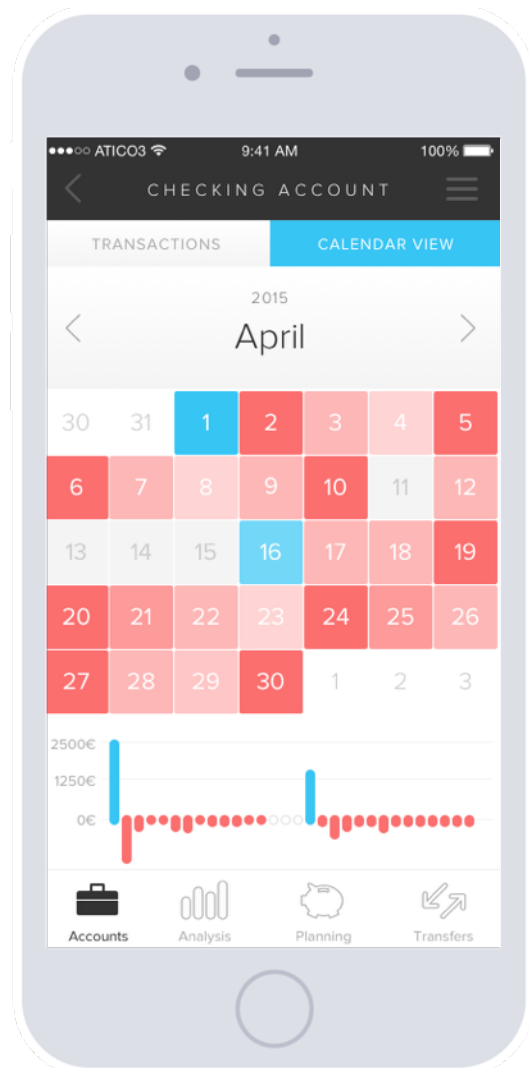 ATICO3 9:41 AM 100%
CHECKING ACCOUNT
TRANSACTIONS CALENDAR VIEW
2015
April
30 31 1 2 3 4 5
6 7 8 9 10 11 12
13 14 15 16 17 18 19
20 21 22 23 24 25 26
27 28 29 30 1 2 3
2500€
1250€
0€
Accounts Analysis Planning Transfers